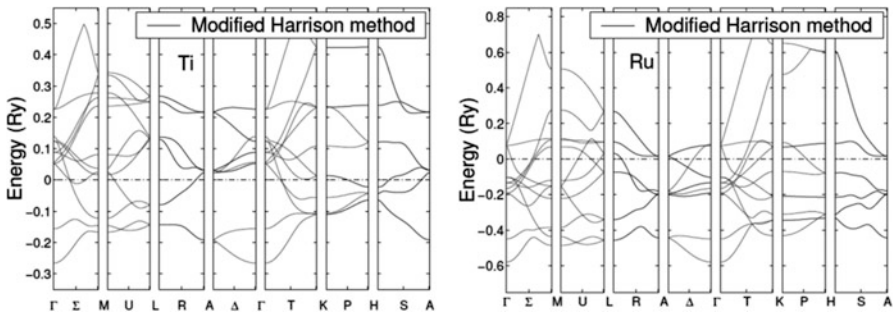 Modified Harrison method
Ti
Energy (Ry)
0.5
0.4
0.3
0.2
0.1
0
−0.1
−0.2
−0.3
Γ Σ M U L R A Δ Γ T K P H S A
Modified Harrison method
Ru
Energy (Ry)
0.8
0.6
0.4
0.2
0
−0.2
−0.4
−0.6
Γ Σ M U L R A Δ Γ T K P H S A